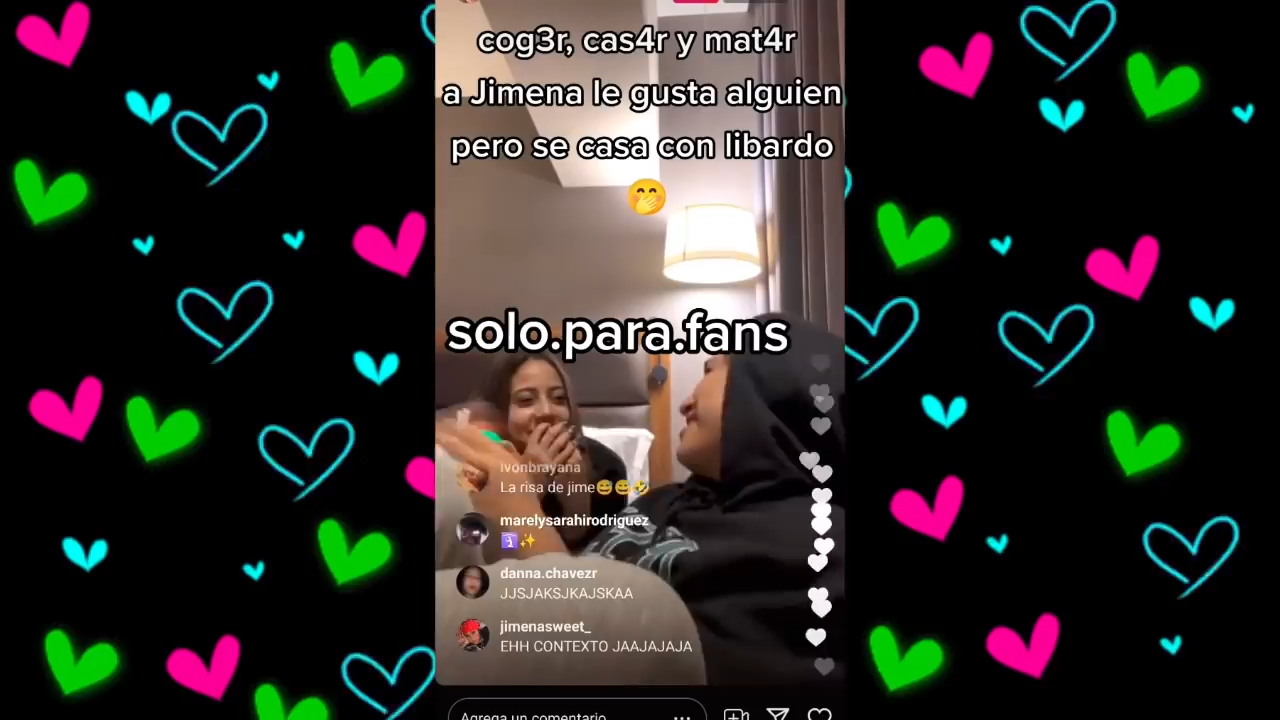 cog3r, cas4r y mat4r
a Jimena le gusta alguien
pero se casa con libardo
🤭
solo.para.fans
ivonbrayana
La risa de jime😅😅🤣
marelysarahirodriguez
🛐✨
danna.chavezr
JJSJAKSJKAJSKAA
jimenasweet_
EHH CONTEXTO JAAJAJAJA
Agrega un comentario